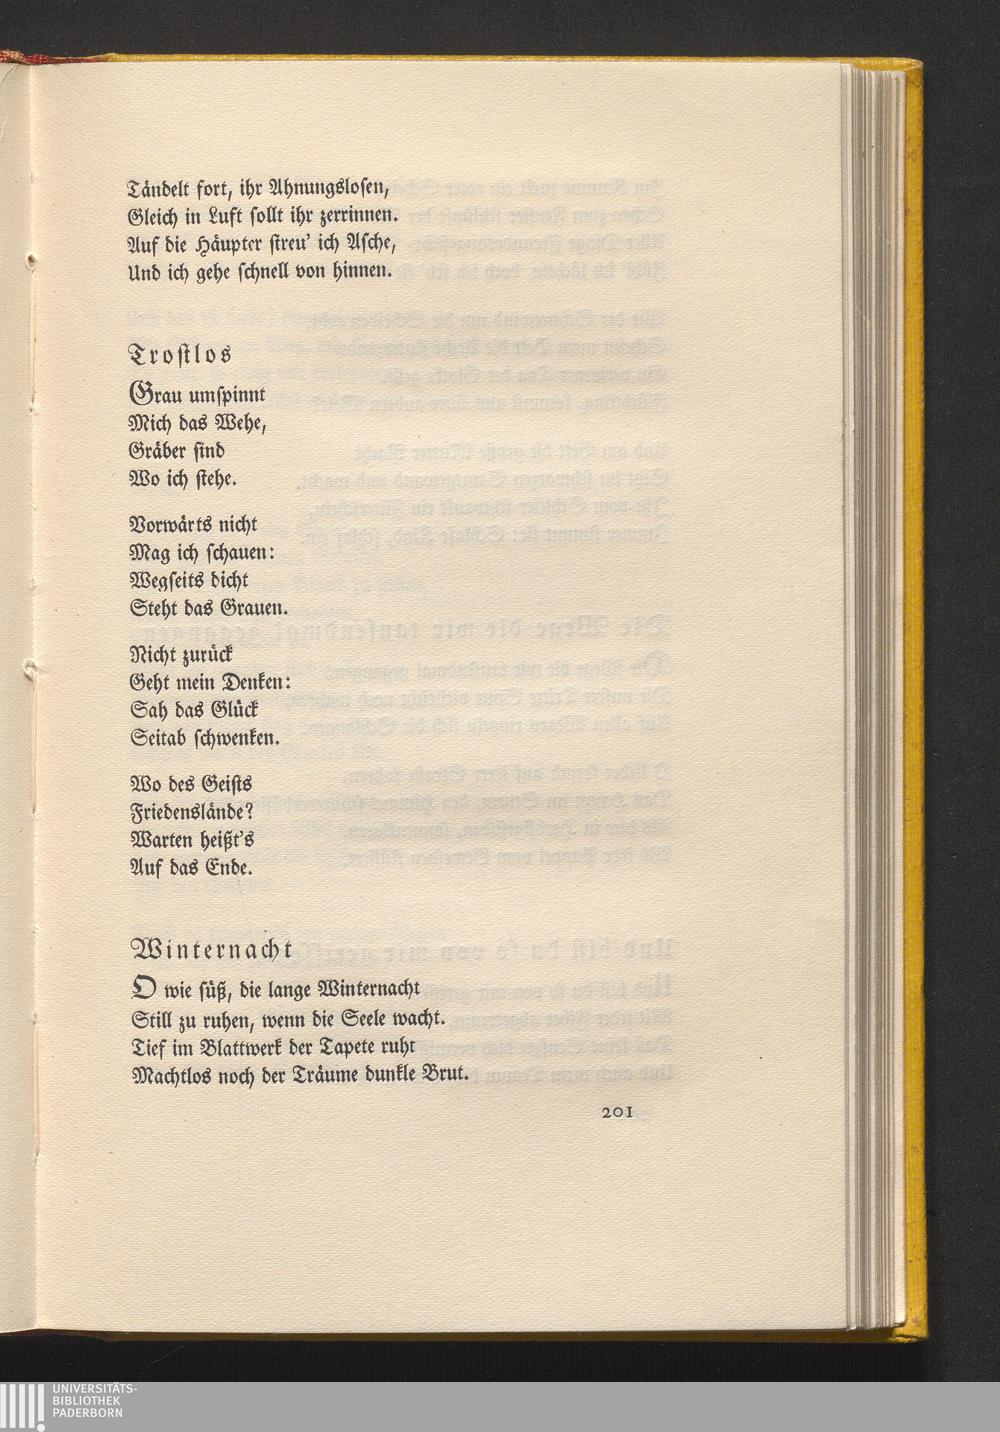 Tändelt fort, ihr Ahnungslosen,
Gleich in Luft sollt ihr zerrinnen.
Auf die Häupter streu' ich Asche,
Und ich gehe schnell von hinnen.
Trostlos
Grau umspinnt
Mich das Wehe,
Gräber sind
Wo ich stehe.
Vorwärts nicht
Mag ich schauen:
Wegseits dicht
Steht das Grauen.
Nicht zurück
Geht mein Denken:
Sah das Glück
Seitab schwenken.
Wo des Geists
Friedenslände?
Warten heißt's
Auf das Ende.
Winternacht
O wie süß, die lange Winternacht
Still zu ruhen, wenn die Seele wacht.
Tief im Blattwerk der Tapete ruht
Machtlos noch der Träume dunkle Brut.
201
UNIVERSITÄTS-
BIBLIOTHEK
PADERBORN